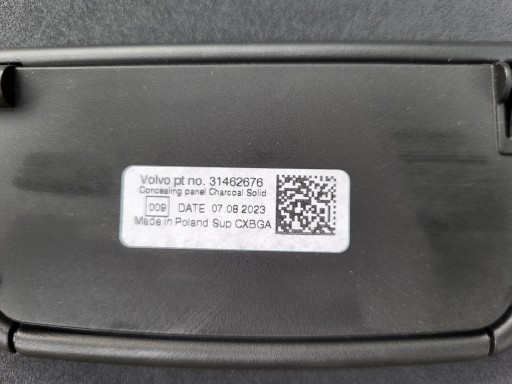 Volvo pt no. 31462676
Concealing panel Charcoal Solid
009 DATE 07.08.2023
Made in Poland Sup CXBGA